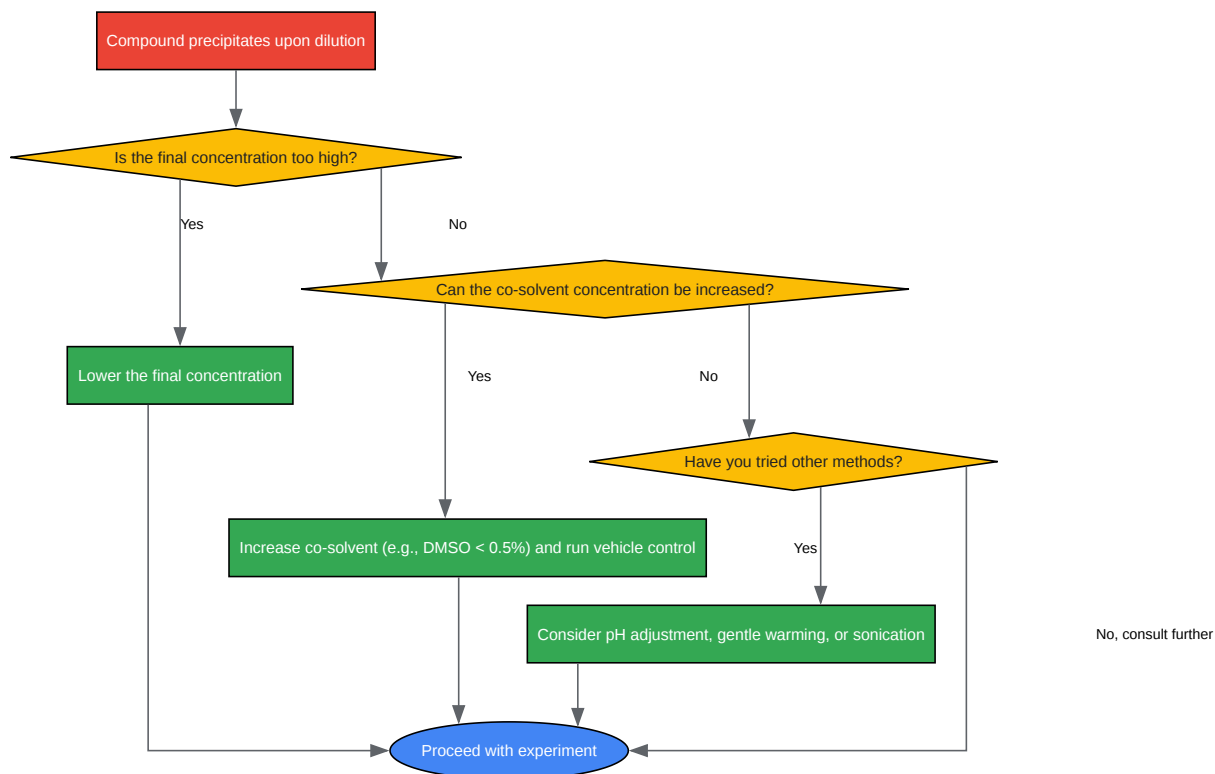 Compound precipitates upon dilution
Is the final concentration too high?
Yes
No
Can the co-solvent concentration be increased?
Lower the final concentration
Yes
No
Have you tried other methods?
Increase co-solvent (e.g., DMSO < 0.5%) and run vehicle control
Yes
Consider pH adjustment, gentle warming, or sonication
No, consult further
Proceed with experiment